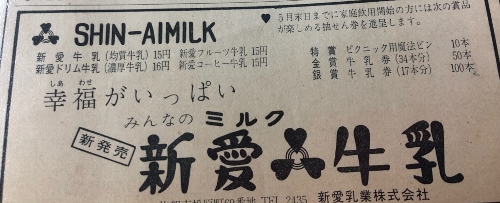 SHIN-AIMILK
新愛牛乳(均質牛乳)15円 新愛フルーツ牛乳15円
新愛ドリム牛乳(濃厚牛乳)16円 新愛コーヒー牛乳15円
♥ 5月末日までに家庭飲用開始の方には次の賞品
が楽しめる抽せん券を進呈します。
特賞 ピクニック用魔法ビン 10本
金賞 牛乳券(34本分) 50本
銀賞 牛乳券(17本分) 100本
しあわせ
幸福がいっぱい
みんなのミルク
新発売
新愛牛乳
番地 TEL 2435 新愛乳業株式会社